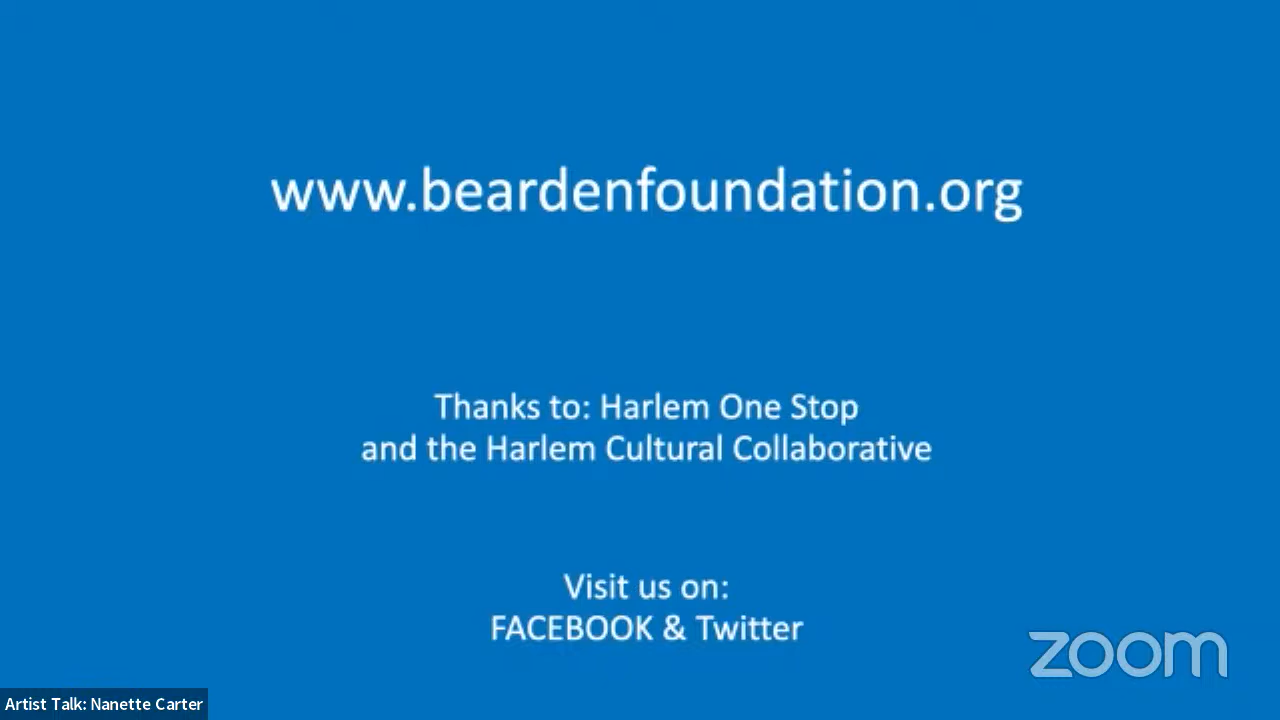 www.beardenfoundation.org
Thanks to: Harlem One Stop
and the Harlem Cultural Collaborative
Visit us on:
FACEBOOK & Twitter
zoom
Artist Talk: Nanette Carter